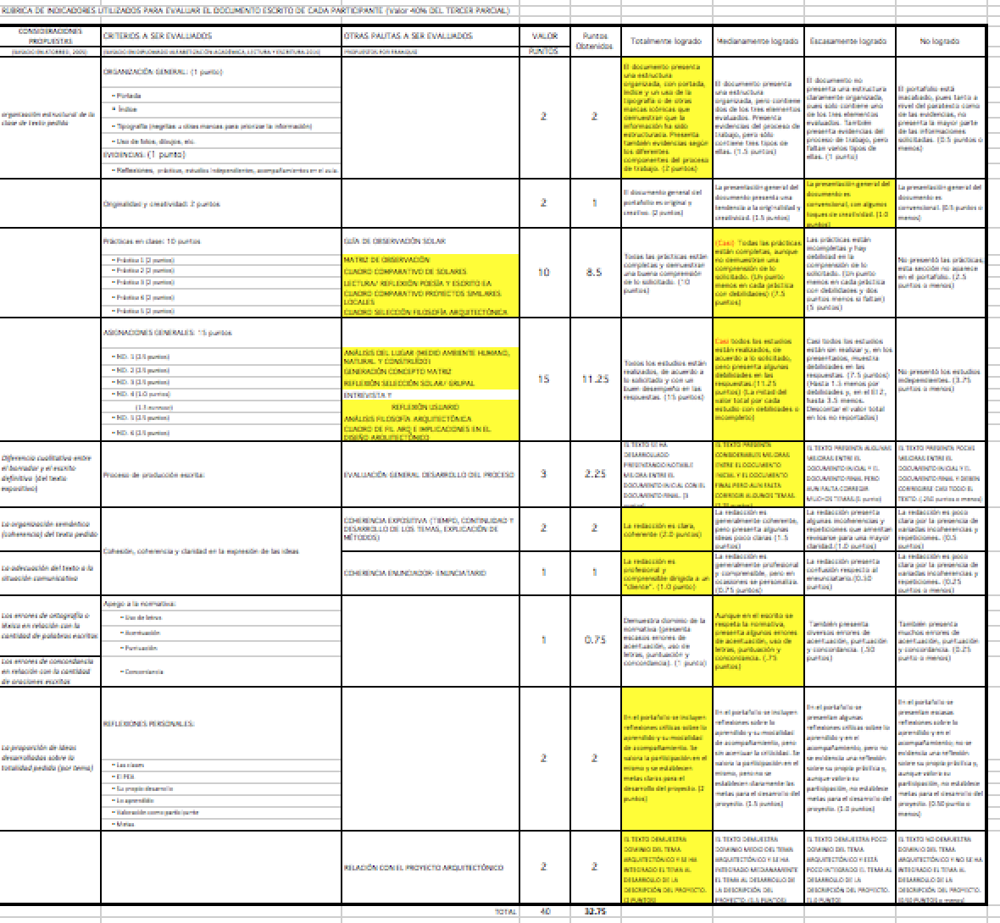 RUBRICA DE INDICADORES UTILIZADOS PARA EVALUAR EL DOCUMENTO ESCRITO DE CADA PARTICIPANTE (Valor 40% DEL TERCER PARCIAL)
CONSIDERACIONES PROPUESTAS
CRITERIOS A SER EVALUADOS
OTRAS PAUTAS A SER EVALUADOS
VALOR
Puntos Obtenidos
Totalmente logrado
Medianamente logrado
Escasamente logrado
No logrado
PUNTOS
organización estructural de la
clase de texto pedido
ORGANIZACIÓN GENERAL: (1 punto)
• Portada
• Índice
• Tipografía (negritas u otras marcas para priorizar la información)
• Uso de fotos, dibujos, etc.
EVIDENCIAS: (1 punto)
• Reflexiones, prácticas, estudios independientes, acompañamientos en el aula.
2
2
El documento presenta
una estructura
organizada, con portada,
índice y un uso de la
tipografía o de otras
marcas icónicas que
demuestran que la
información ha sido
estructurada. Presenta
también evidencias según
los diferentes
componentes del proceso
de trabajo. (2 puntos)
El documento presenta
una estructura
organizada, pero contiene
dos de los tres elementos
evaluados. Presenta
evidencias del proceso de
trabajo, pero sólo
contiene tres tipos de
ellas. (1.5 puntos)
El documento no
presenta una estructura
claramente organizada,
pues solo contiene uno
de los tres elementos
evaluados. También
presenta evidencias del
proceso de trabajo, pero
faltan varios tipos de
ellas. (1 punto)
El portafolio está
inacabado, pues tanto a
nivel del paratexto como
de las evidencias, no
presenta la mayor parte
de las informaciones
solicitadas. (0.5 puntos o
menos)
Originalidad y creatividad: 2 puntos
2
1
El documento general del
portafolio es original y
creativo. (2 puntos)
La presentación general del
documento presenta una
tendencia a la originalidad y
creatividad. (1.5 puntos)
La presentación general del
documento es
convencional, con algunos
toques de creatividad. (1.0
puntos)
La presentación general del
documento es
convencional. (0.5 puntos o
menos)
Prácticas en clase: 10 puntos
• Práctica 1 (2 puntos)
• Práctica 2 (2 puntos)
• Práctica 3 (2 puntos)
• Práctica 5 (2 puntos)
GUÍA DE OBSERVACIÓN SOLAR
MATRIZ DE OBSERVACIÓN
CUADRO COMPARATIVO DE SOLARES
LECTURA/ REFLEXIÓN POESÍA Y ESCRITO EA
CUADRO COMPARATIVO PROYECTOS SIMILARES
LOCALES
CUADRO SELECCIÓN FILOSOFÍA ARQUITECTÓNICA
10
8.5
Todas las prácticas están
completas y demuestran
una buena comprensión
de lo solicitado. (10
puntos)
(Casi) Todas las prácticas
están completas, aunque
no demuestran una
comprensión de lo
solicitado. (Un punto
menos en cada práctica
con debilidades) (7.5
puntos)
Las prácticas están
incompletas y hay
debilidad en la
comprensión de lo
solicitado. (Un punto
menos en cada práctica
con debilidades y dos
puntos menos si faltan)
(5 puntos)
No presentó las prácticas;
esta sección no aparece
en el portafolio. (2.5
puntos o menos)
ASIGNACIONES GENERALES: 15 puntos
• NO. 1 (2.5 puntos)
• NO. 2 (2.5 puntos)
• NO. 3 (2.5 puntos)
• NO. 4 (1.0 puntos)
(1.5 puntos)
• NO. 5 (2.5 puntos)
• NO. 6 (2.5 puntos)
ANÁLISIS DEL LUGAR (MEDIO AMBIENTE HUMANO,
NATURAL Y CONSTRUIDO)
GENERACIÓN CONCEPTO MATRIZ
REFLEXIÓN SELECCIÓN SOLAR/ GRUPAL
ENTREVISTA Y
REFLEXIÓN USUARIO
ANÁLISIS FILOSOFÍA ARQUITECTÓNICA
CUADRO DE FIL ARQ E IMPLICACIONES EN EL
DISEÑO ARQUITECTÓNICO
15
11.25
Todos los estudios están
realizados, de acuerdo a
lo solicitado y con un
buen desempeño en las
respuestas. (15 puntos)
Casi todos los estudios
están realizados, de
acuerdo a lo solicitado,
pero presenta algunas
debilidades en las
respuestas.(11.25
puntos) (La mitad del
valor total por cada
estudio con debilidades o
incompleto)
Casi todos los estudios
están sin realizar y, en los
presentados, muestra
debilidades en las
respuestas. (7.5 puntos)
(Hasta 1.5 menos por
debilidades y, en el EI2,
hasta 3.5 menos.
Descontar el valor total
en los no reportados)
No presentó los estudios
independientes. (3.75
puntos o menos)
Diferencia cualitativa entre
el borrador y el escrito
definitivo (del texto
expositivo)
Proceso de producción escrita:
EVALUACIÓN GENERAL DESARROLLO DEL PROCESO
3
2.25
EL TEXTO SE HA
DESARROLLADO
PRESENTANDO NOTABLE
MEJORA ENTRE EL
DOCUMENTO INICIAL CON EL
DOCUMENTO FINAL. (3
EL TEXTO PRESENTA
CONSIDERABLES MEJORAS
ENTRE EL DOCUMENTO
INICIAL Y EL DOCUMENTO
FINAL PERO AUN FALTA
CORREGIR ALGUNOS TEMAS.
EL TEXTO PRESENTA ALGUNAS
MEJORAS ENTRE EL
DOCUMENTO INICIAL Y EL
DOCUMENTO FINAL PERO
AUN FALTA CORREGIR
MUCHOS TEMAS.
EL TEXTO PRESENTA POCAS
MEJORAS ENTRE EL
DOCUMENTO INICIAL Y EL
DOCUMENTO FINAL Y DEBEN
CORREGIRSE CASI TODO EL
TEXTO.
La organización semántica
(coherencia) del texto pedido
Cohesión, coherencia y claridad en la expresión de las ideas
COHERENCIA EXPOSITIVA (TIEMPO, CONTINUIDAD Y
DESARROLLO DE LOS TEMAS, EXPLICACIÓN DE
MÉTODOS)
2
2
La redacción es clara,
coherente (2.0 puntos)
La redacción es
generalmente coherente,
pero presenta algunas
ideas poco claras (1.5
puntos)
La redacción presenta
algunas incoherencias y
repeticiones que ameritan
revisarse para una mayor
claridad.(1.0 puntos)
La redacción es poco
clara por la presencia de
variadas incoherencias y
repeticiones. (0.5
puntos)
La adecuación del texto a la
situación comunicativa
COHERENCIA ENUNCIADOR- ENUNCIATARIO
1
1
La redacción es
profesional y
comprensible dirigida a un
"cliente". (1.0 punto)
La redacción es
generalmente profesional
y comprensible, pero en
ocasiones se personaliza.
(0.75 puntos)
La redacción presenta
confusión respecto al
enunciatario.(0.50
puntos)
La redacción es poco
clara por la presencia de
variadas incoherencias y
repeticiones. (0.25
puntos o menos)
Los errores de ortografía o
léxico en relación con la
cantidad de palabras escritas
Los errores de concordancia
en relación con la cantidad
de oraciones escritas
Apego a la normativa:
• Uso de letras
• Acentuación
• Puntuación
• Concordancia
1
0.75
Demuestra dominio de la
normativa (presenta
escasos errores de
acentuación, uso de
letras, puntuación y
concordancia). (1 punto)
Aunque en el escrito se
respeta la normativa,
presenta algunos errores
de acentuación, uso de
letras, puntuación y
concordancia. (.75
puntos)
También presenta
diversos errores de
acentuación, puntuación
y concordancia. (.50
puntos)
También presenta
muchos errores de
acentuación, puntuación
y concordancia. (0.25
punto o menos)
La proporción de ideas
desarrolladas sobre la
totalidad pedida (por tema)
REFLEXIONES PERSONALES:
• Las clases
• El PEA
• Su propio desarrollo
• Lo aprendido
• Valoración como participante
• Metas
2
2
En el portafolio se incluyen
reflexiones críticas sobre lo
aprendido y su modalidad
de acompañamiento. Se
valora la participación en el
mismo y se establecen
metas claras para el
desarrollo del proyecto. (2
puntos)
En el portafolio se incluyen
reflexiones sobre lo
aprendido y su modalidad
de acompañamiento, pero
sin acentuar la criticidad. Se
valora la participación en el
mismo, pero no se
establecen claramente las
metas para el desarrollo del
proyecto. (1.5 puntos)
En el portafolio se
presentan algunas
reflexiones sobre lo
aprendido y en el
acompañamiento, pero no
se evidencia una reflexión
sobre su propia práctica y,
aunque valora su
participación, no establece
metas para el desarrollo del
proyecto. (1.0 puntos)
En el portafolio se
presentan escasas
reflexiones sobre lo
aprendido y en el
acompañamiento; no se
evidencia una reflexión
sobre su propia práctica y,
aunque valora su
participación, no establece
metas para el desarrollo del
proyecto. (0.50 punto o
menos)
RELACIÓN CON EL PROYECTO ARQUITECTÓNICO
2
2
EL TEXTO DEMUESTRA
DOMINIO DEL TEMA
ARQUITECTÓNICO Y SE HA
INTEGRADO EL TEMA AL
DESARROLLO DE LA
DESCRIPCIÓN DEL PROYECTO.
(2 PUNTOS)
EL TEXTO DEMUESTRA
DOMINIO MEDIO DEL TEMA
ARQUITECTÓNICO Y SE HA
INTEGRADO MEDIANAMENTE
EL TEMA AL DESARROLLO DE
LA DESCRIPCIÓN DEL
PROYECTO. (1.5 PUNTOS)
EL TEXTO DEMUESTRA POCO
DOMINIO DEL TEMA
ARQUITECTÓNICO Y ESTÁ
POCO INTEGRADO EL TEMA AL
DESARROLLO DE LA
DESCRIPCIÓN DEL PROYECTO.
(1.0 PUNTO)
EL TEXTO NO DEMUESTRA
DOMINIO DEL TEMA
ARQUITECTÓNICO Y NO SE HA
INTEGRADO EL TEMA AL
DESARROLLO DE LA
DESCRIPCIÓN DEL PROYECTO.
TOTAL
40
32.75